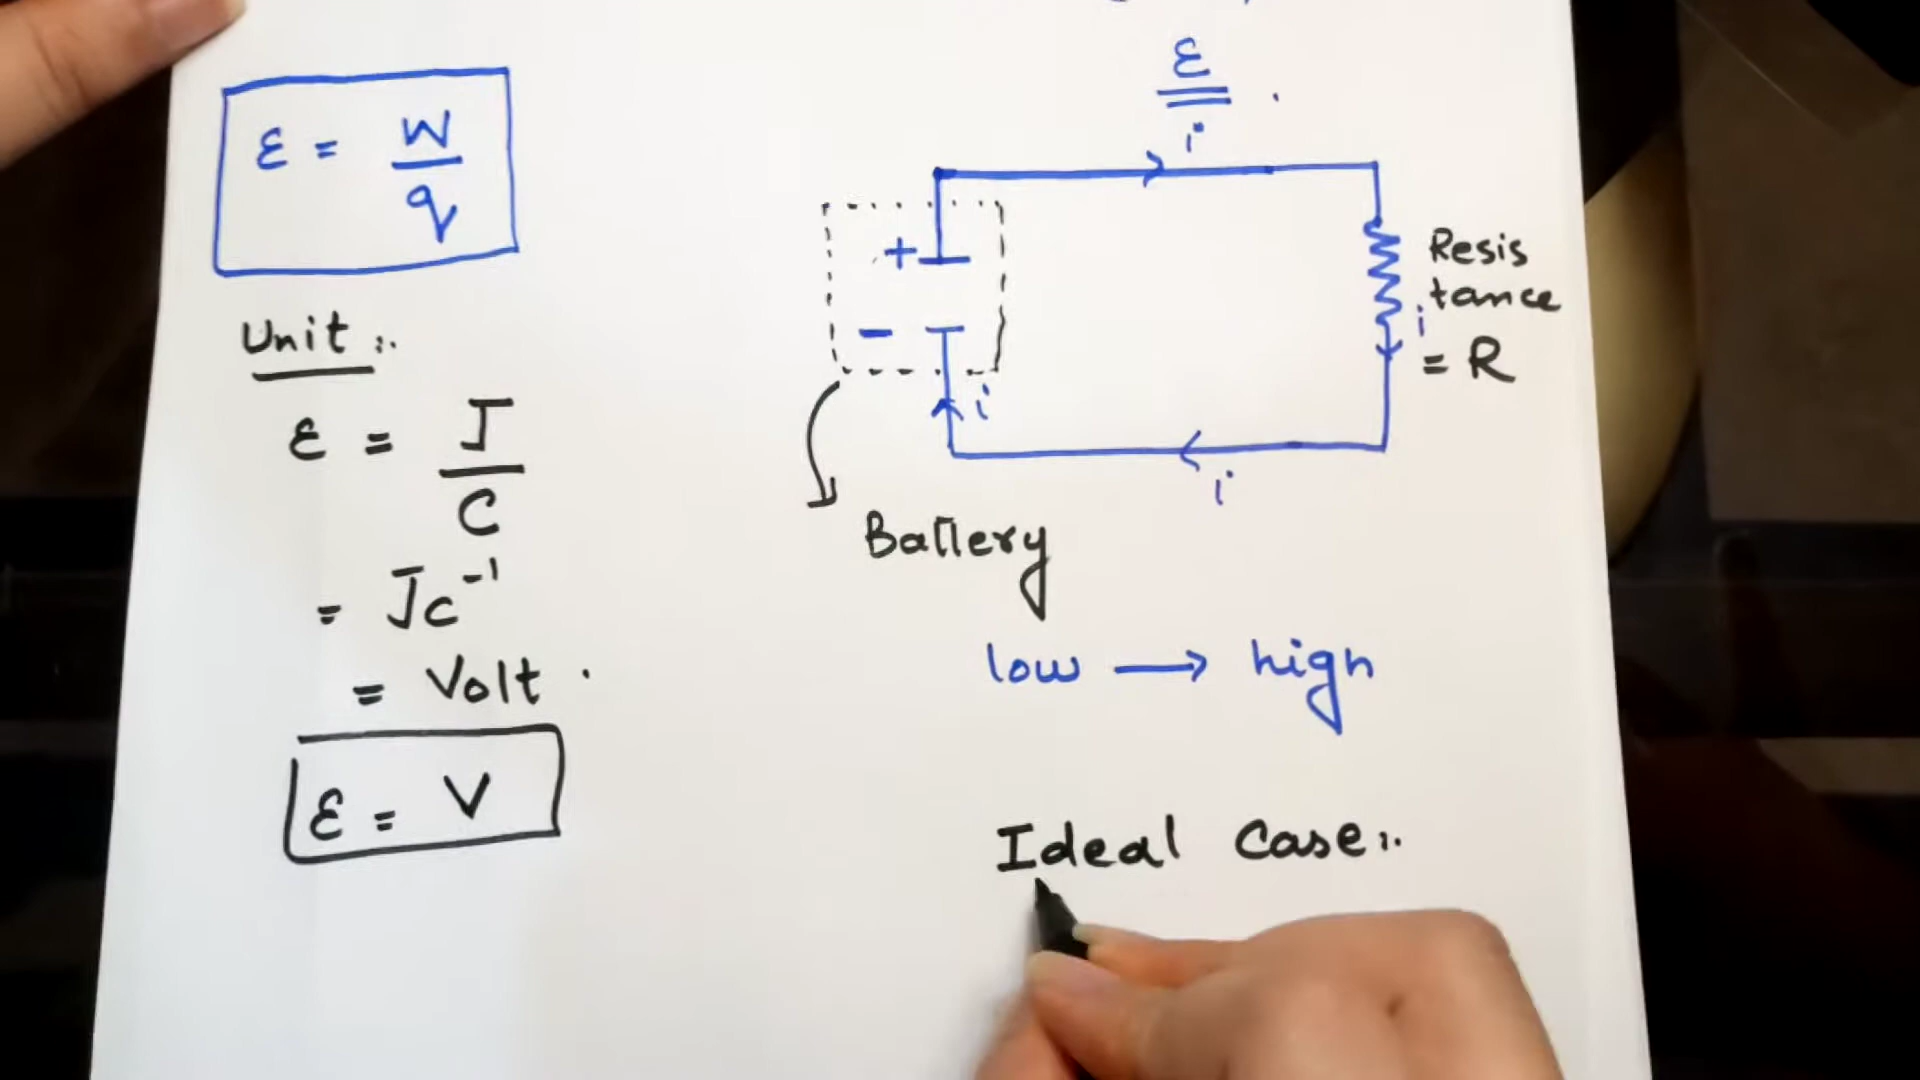 ε = W/q
Unit :.
ε = J/C
= JC⁻¹
= Volt .
ε = V
ε
i
+
-
Resis
tance
i
= R
i
i
Battery
low → high
Ideal Case :.